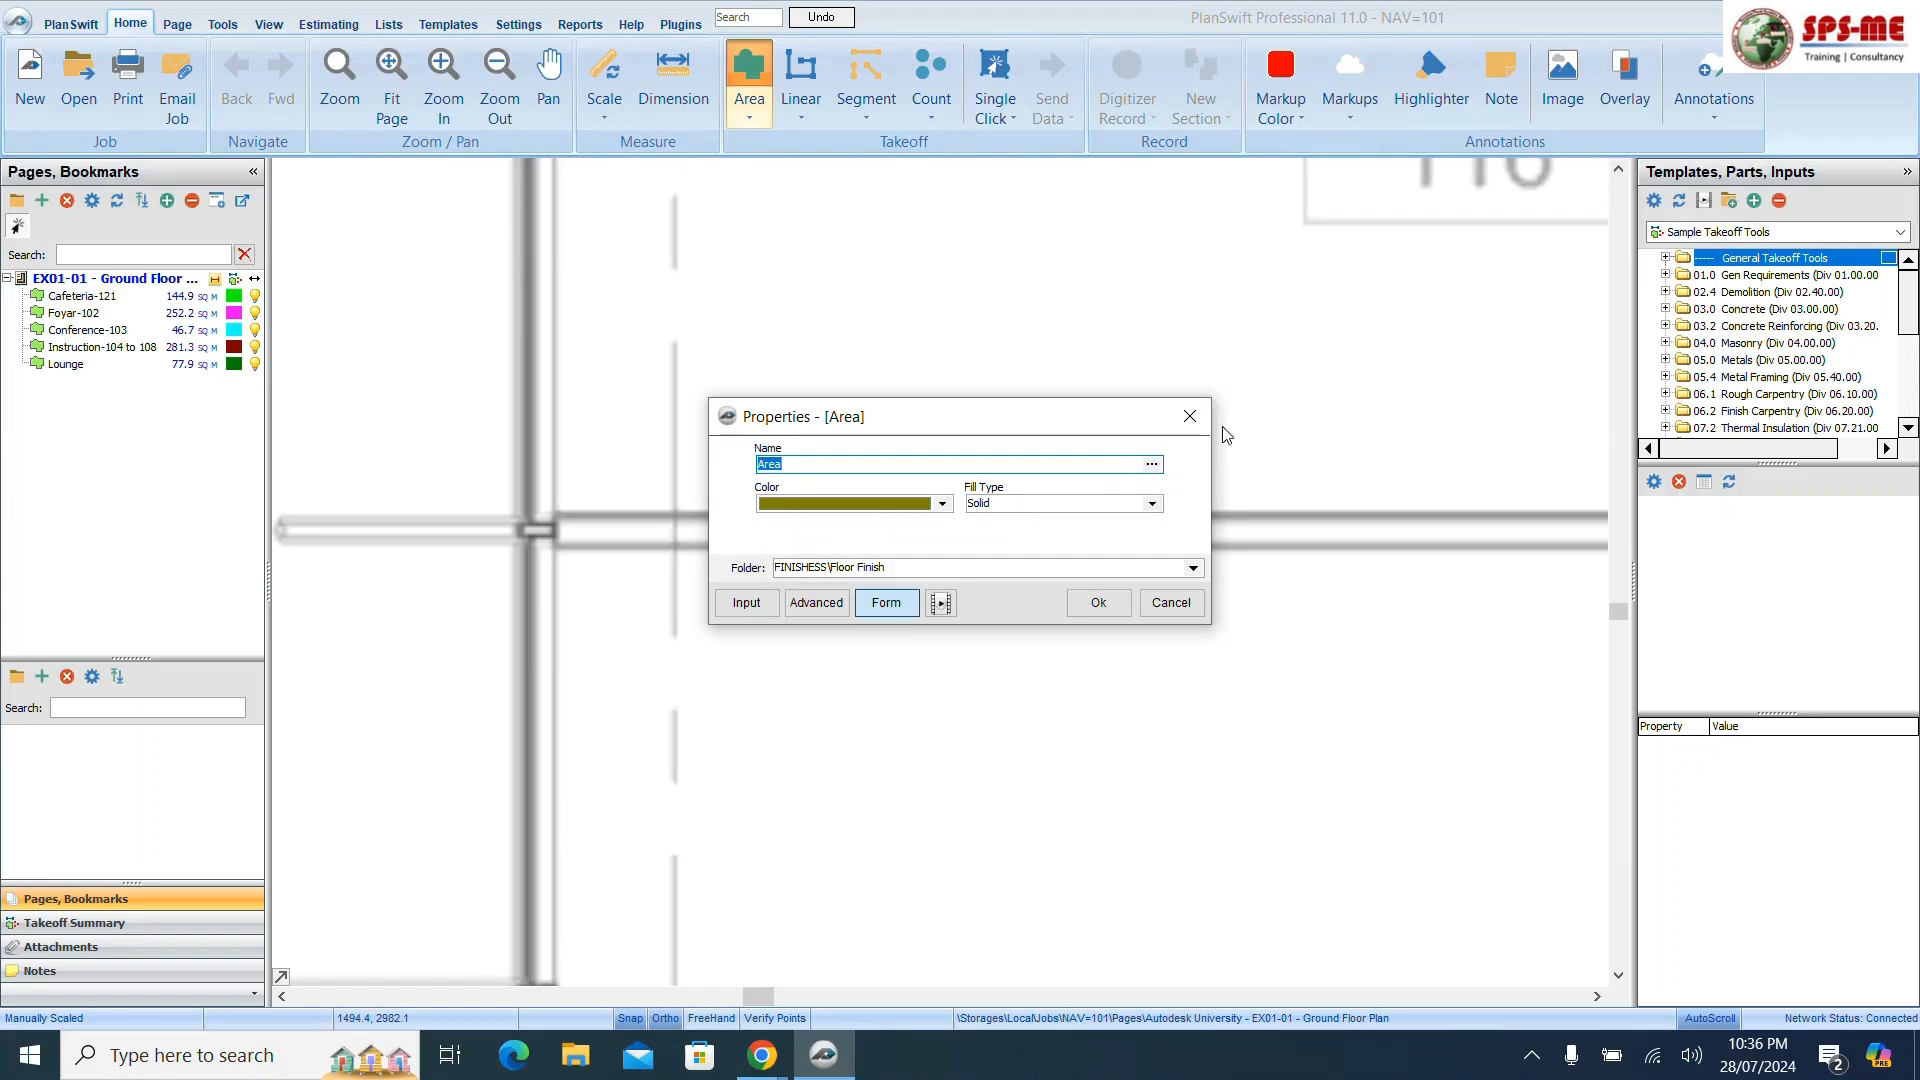 PlanSwift
Home
Page
Tools
View
Estimating
Lists
Templates
Settings
Reports
Help
Plugins
Search
Undo
PlanSwift Professional 11.0 - NAV=101
SPS-ME
Training | Consultancy
New
Open
Print
Email Job
Job
Back
Fwd
Navigate
Zoom
Fit Page
Zoom In
Zoom Out
Pan
Zoom / Pan
Scale
Dimension
Measure
Area
Linear
Segment
Count
Single Click
Send Data
Takeoff
Digitizer Record
New Section
Record
Markup Color
Markups
Highlighter
Note
Image
Overlay
Annotations
Annotations
Pages, Bookmarks
Search:
EX01-01 - Ground Floor ...
Cafeteria-121 144.9 SQ M
Foyar-102 252.2 SQ M
Conference-103 46.7 SQ M
Instruction-104 to 108 281.3 SQ M
Lounge 77.9 SQ M
Search:
Pages, Bookmarks
Takeoff Summary
Attachments
Notes
Properties - [Area]
Name
Area
Color
Fill Type
Solid
Folder: FINISHESS\Floor Finish
Input
Advanced
Form
Ok
Cancel
Templates, Parts, Inputs
Sample Takeoff Tools
----- General Takeoff Tools
01.0 Gen Requirements (Div 01.00.00
02.4 Demolition (Div 02.40.00)
03.0 Concrete (Div 03.00.00)
03.2 Concrete Reinforcing (Div 03.20.
04.0 Masonry (Div 04.00.00)
05.0 Metals (Div 05.00.00)
05.4 Metal Framing (Div 05.40.00)
06.1 Rough Carpentry (Div 06.10.00)
06.2 Finish Carpentry (Div 06.20.00)
07.2 Thermal Insulation (Div 07.21.00
Property Value
Manually Scaled
1494.4, 2982.1
Snap
Ortho
FreeHand
Verify Points
\Storages\Local\Jobs\NAV=101\Pages\Autodesk University - EX01-01 - Ground Floor Plan
AutoScroll
Network Status: Connected
Type here to search
10:36 PM
28/07/2024
2
PRE